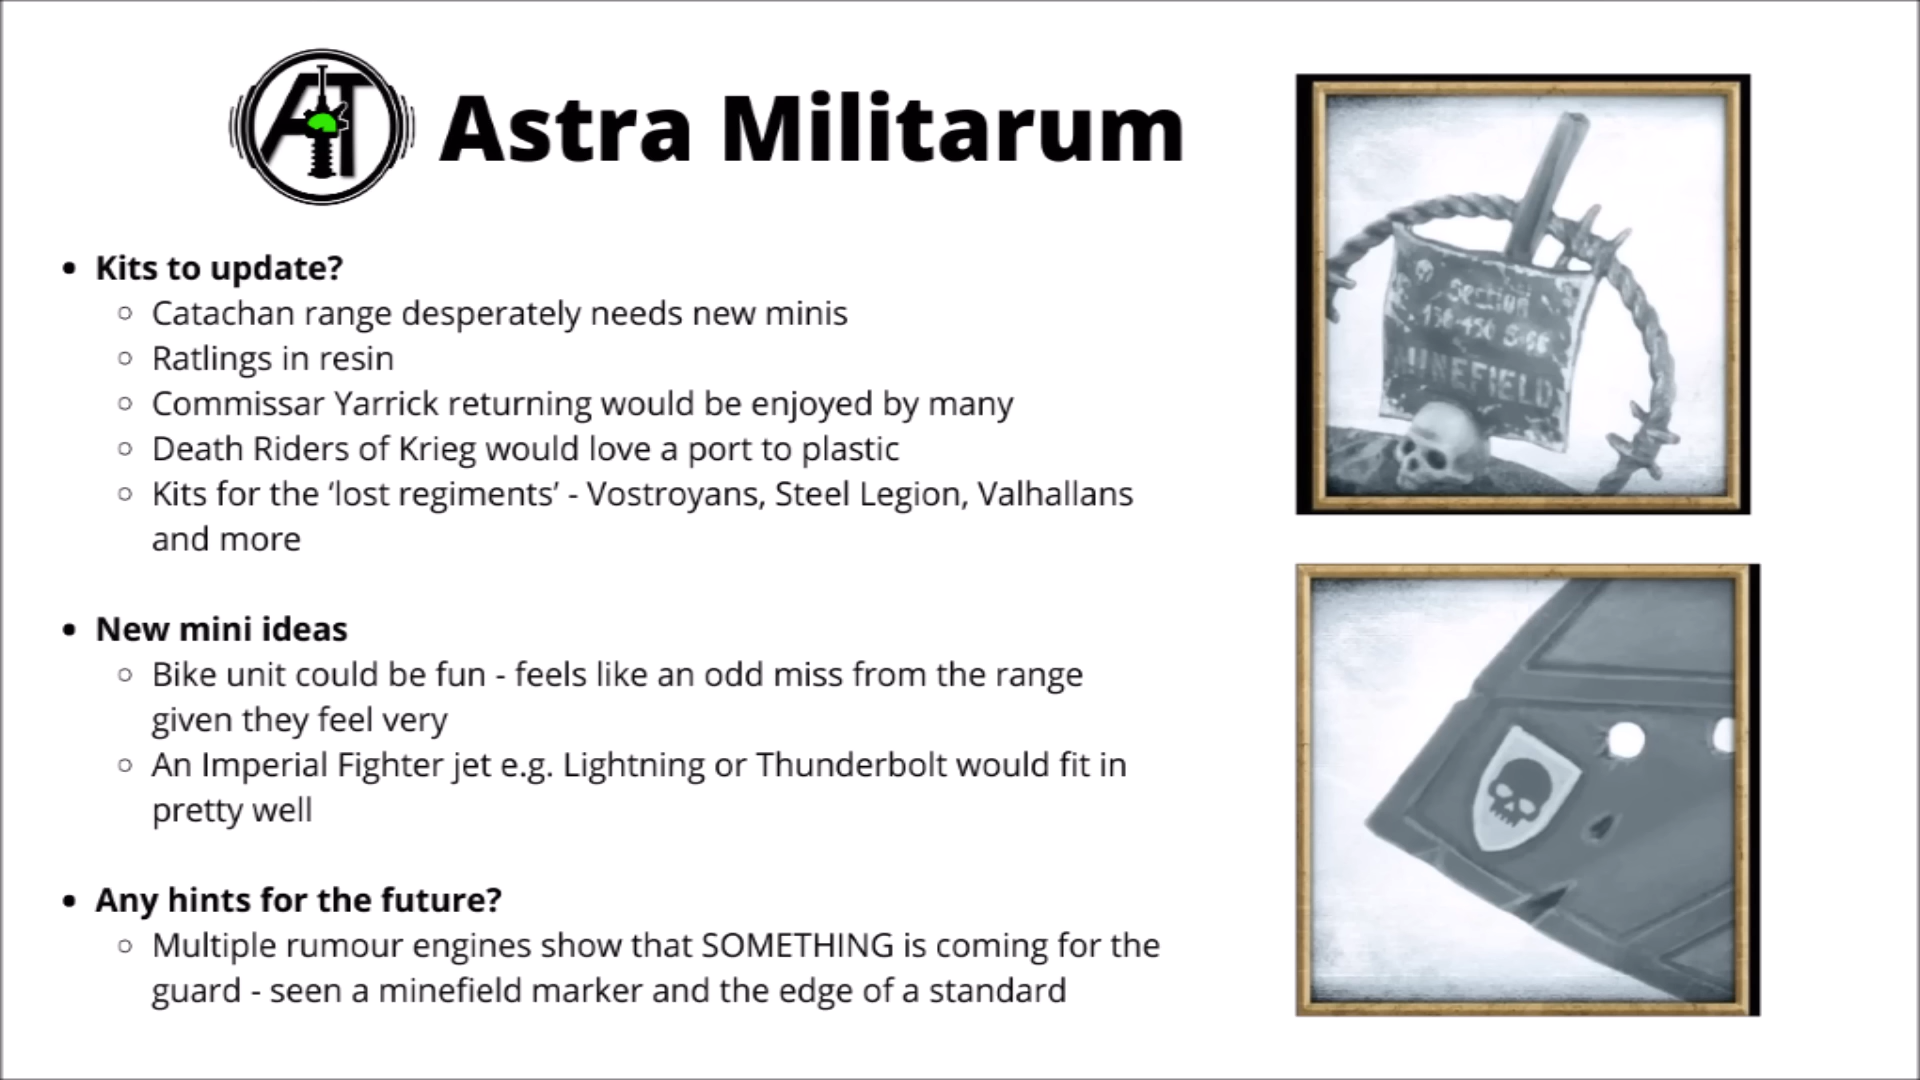 AT
Astra Militarum
Kits to update?
Catachan range desperately needs new minis
Ratlings in resin
Commissar Yarrick returning would be enjoyed by many
Death Riders of Krieg would love a port to plastic
Kits for the ‘lost regiments’ - Vostroyans, Steel Legion, Valhallans
and more
New mini ideas
Bike unit could be fun - feels like an odd miss from the range
given they feel very
An Imperial Fighter jet e.g. Lightning or Thunderbolt would fit in
pretty well
Any hints for the future?
Multiple rumour engines show that SOMETHING is coming for the
guard - seen a minefield marker and the edge of a standard
Section
MINEFIELD